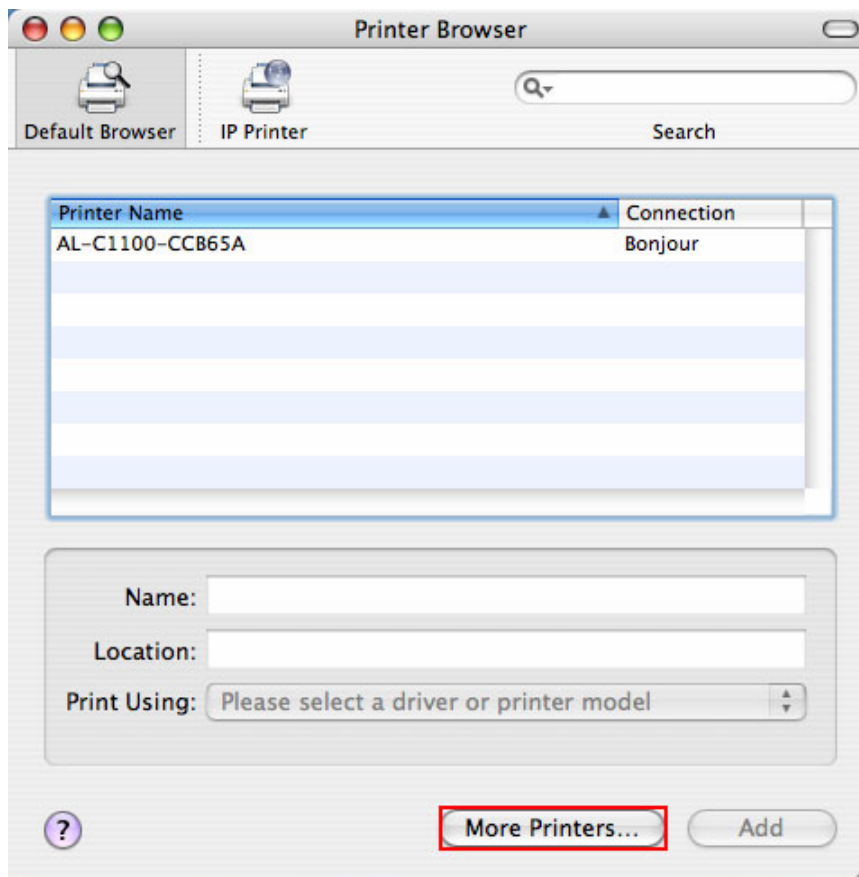 Printer Browser
Default Browser
IP Printer
Search
Printer Name
Connection
AL-C1100-CCB65A
Bonjour
Name:
Location:
Print Using:
Please select a driver or printer model
?
More Printers...
Add